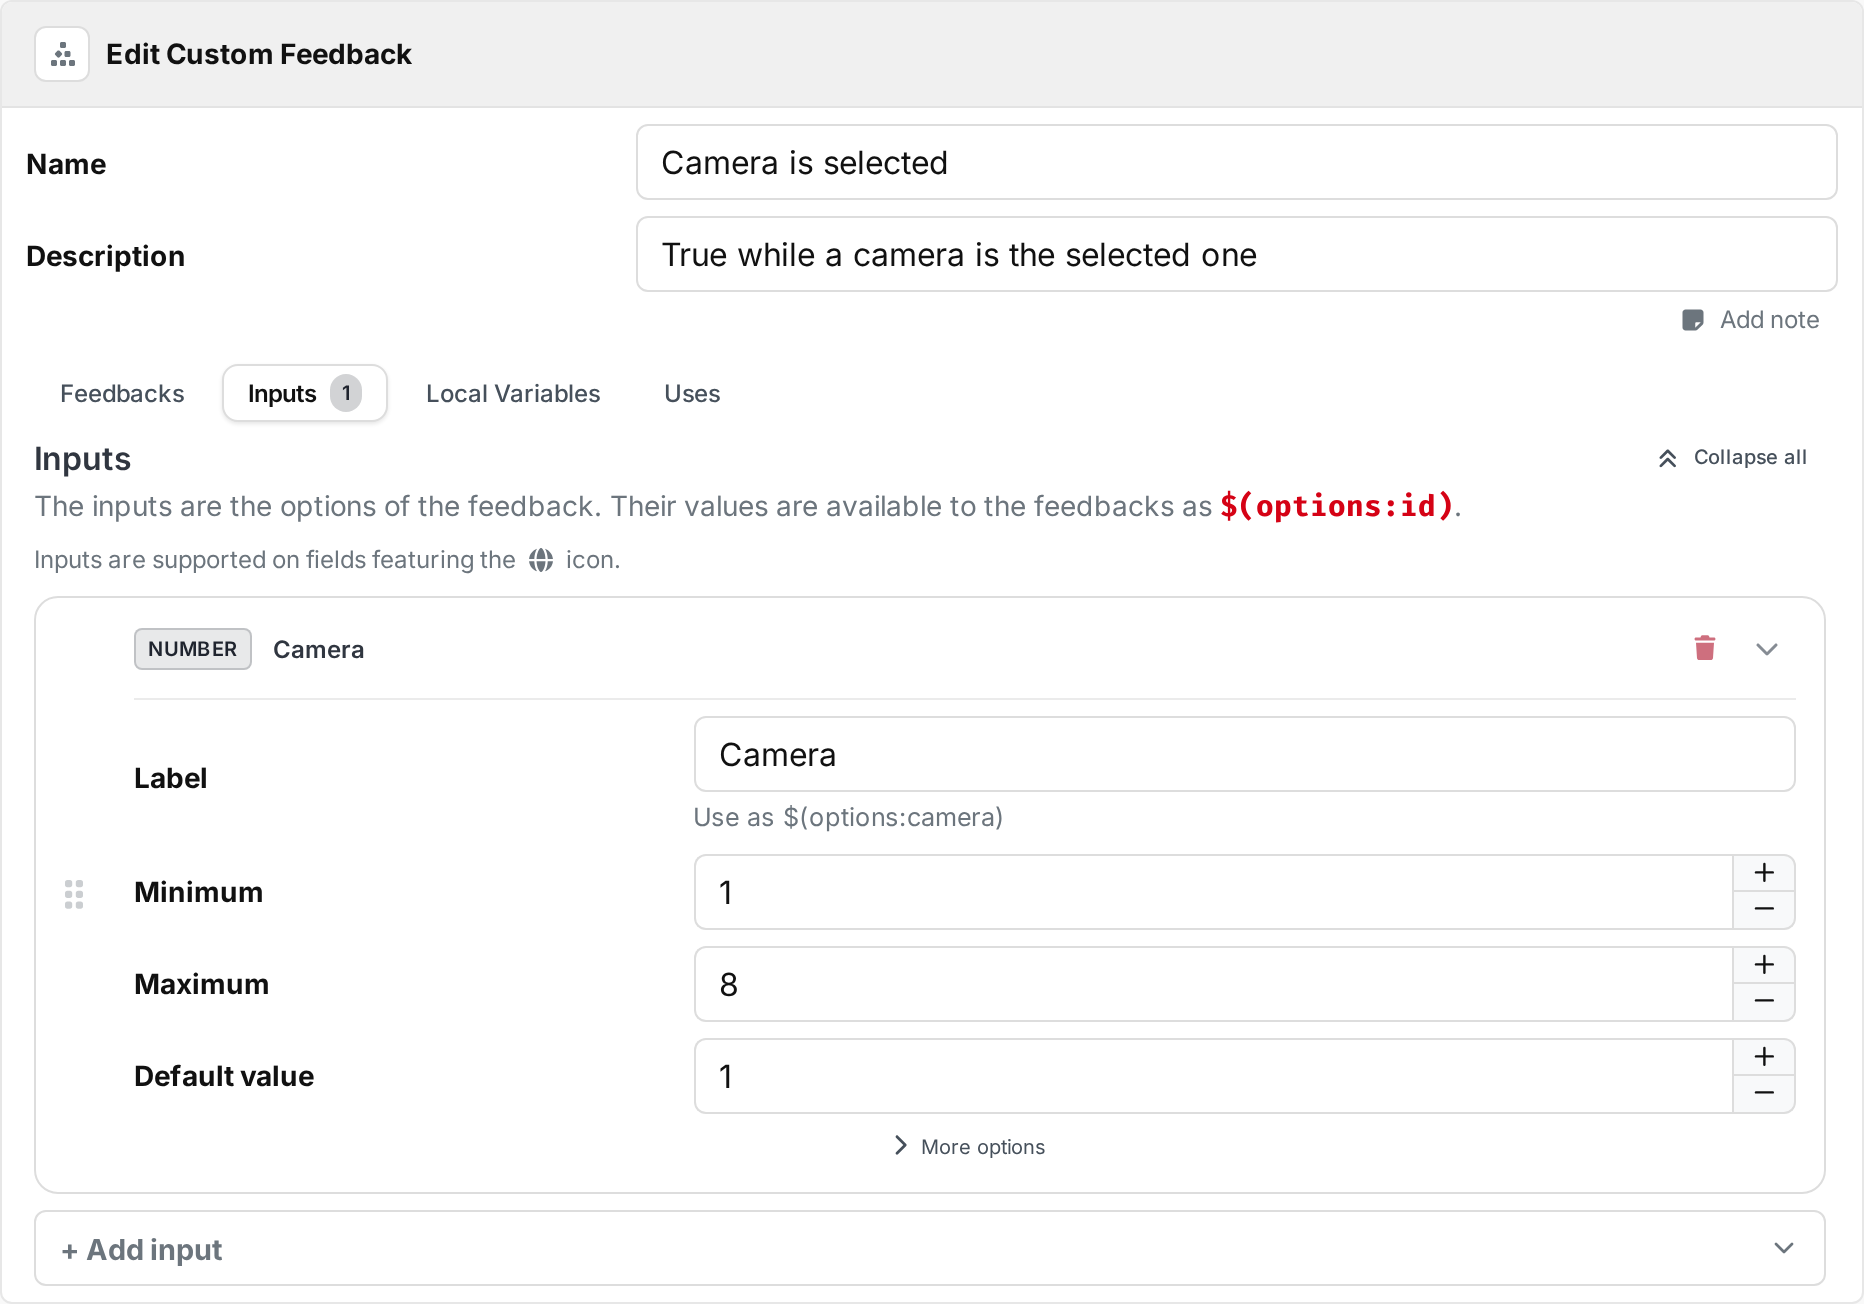 Edit Custom Feedback
Name
Camera is selected
Description
True while a camera is the selected one
Add note
Feedbacks
Inputs 1
Local Variables
Uses
Inputs
Collapse all
The inputs are the options of the feedback. Their values are available to the feedbacks as $(options:id).
Inputs are supported on fields featuring the icon.
NUMBER Camera
Label
Camera
Use as $(options:camera)
Minimum
1
Maximum
8
Default value
1
More options
+ Add input